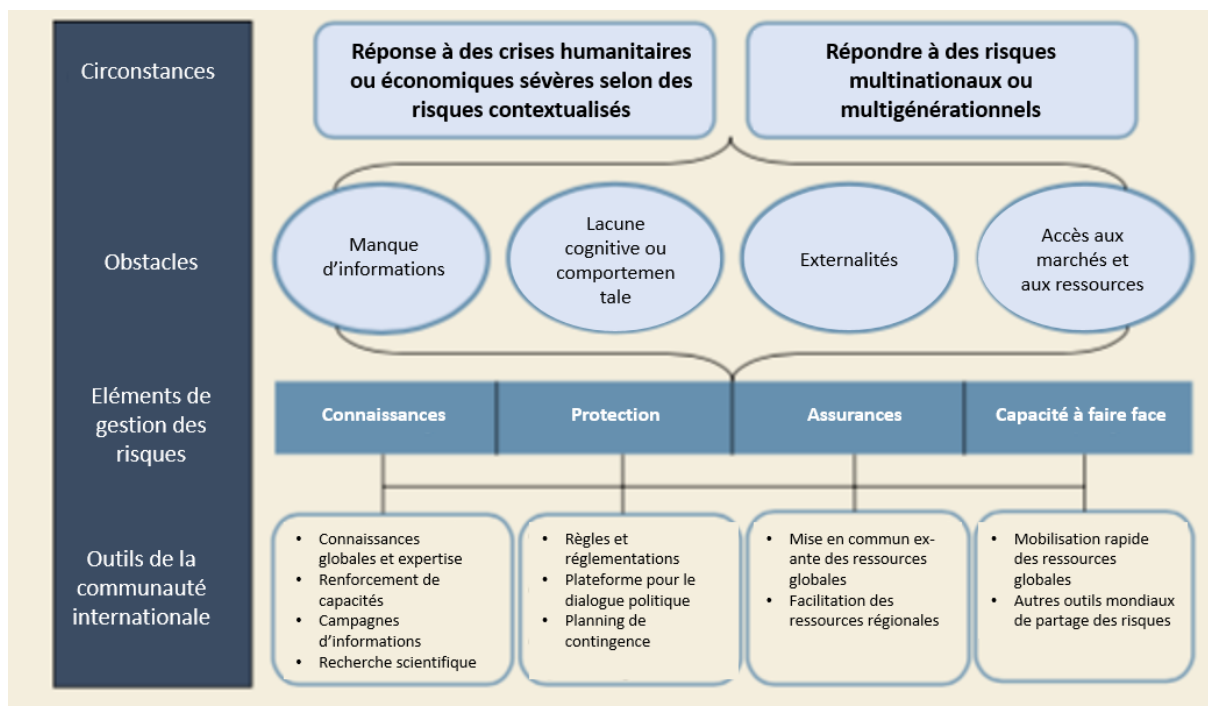 Circonstances
Réponse à des crises humanitaires
ou économiques sévères selon des
risques contextualisés
Répondre à des risques
multinationaux ou
multigénérationnels
Obstacles
Manque
d'informations
Lacune
cognitive ou
comportemen
tale
Externalités
Accès aux
marchés et
aux ressources
Eléments de
gestion des
risques
Connaissances
Protection
Assurances
Capacité à faire face
Outils de la
communauté
internationale
• Connaissances
globales et expertise
• Renforcement de
capacités
• Campagnes
d'informations
• Recherche scientifique
• Règles et
réglementations
• Plateforme pour le
dialogue politique
• Planning de
contingence
• Mise en commun ex-
ante des ressources
globales
• Facilitation des
ressources régionales
• Mobilisation rapide
des ressources
globales
• Autres outils mondiaux
de partage des risques